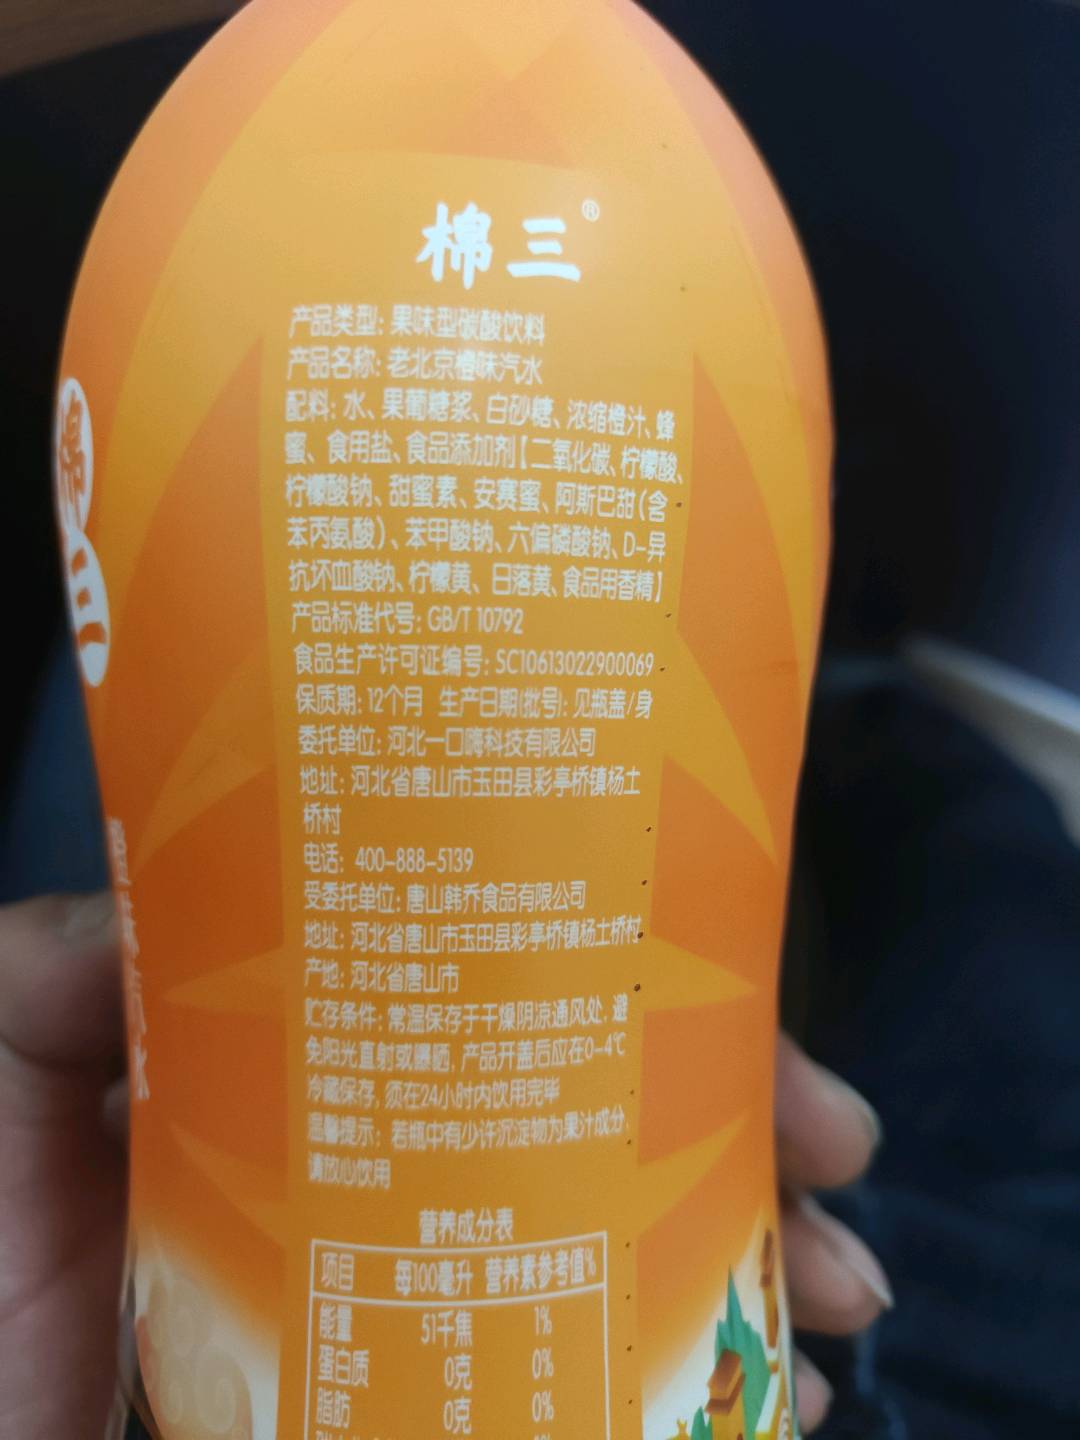 棉三®
产品类型: 果味型碳酸饮料
产品名称: 老北京橙味汽水
配料: 水、果葡糖浆、白砂糖、浓缩橙汁、蜂
蜜、食用盐、食品添加剂【二氧化碳、柠檬酸、
柠檬酸钠、甜蜜素、安赛蜜、阿斯巴甜(含
苯丙氨酸)、苯甲酸钠、六偏磷酸钠、D-异
抗坏血酸钠、柠檬黄、日落黄、食品用香精】
产品标准代号: GB/T 10792
食品生产许可证编号: SC10613022900069
保质期: 12个月 生产日期(批号): 见瓶盖/身
委托单位: 河北一口嗨科技有限公司
地址: 河北省唐山市玉田县彩亭桥镇杨土
桥村
电话: 400-888-5139
受委托单位: 唐山韩乔食品有限公司
地址: 河北省唐山市玉田县彩亭桥镇杨土桥村
产地: 河北省唐山市
贮存条件: 常温保存于干燥阴凉通风处, 避
免阳光直射或曝晒, 产品开盖后应在0-4℃
冷藏保存, 须在24小时内饮用完毕
温馨提示: 若瓶中有少许沉淀物为果汁成分,
请放心饮用
营养成分表
项目 每100毫升 营养素参考值%
能量 51千焦 1%
蛋白质 0克 0%
脂肪 0克 0%
棉三